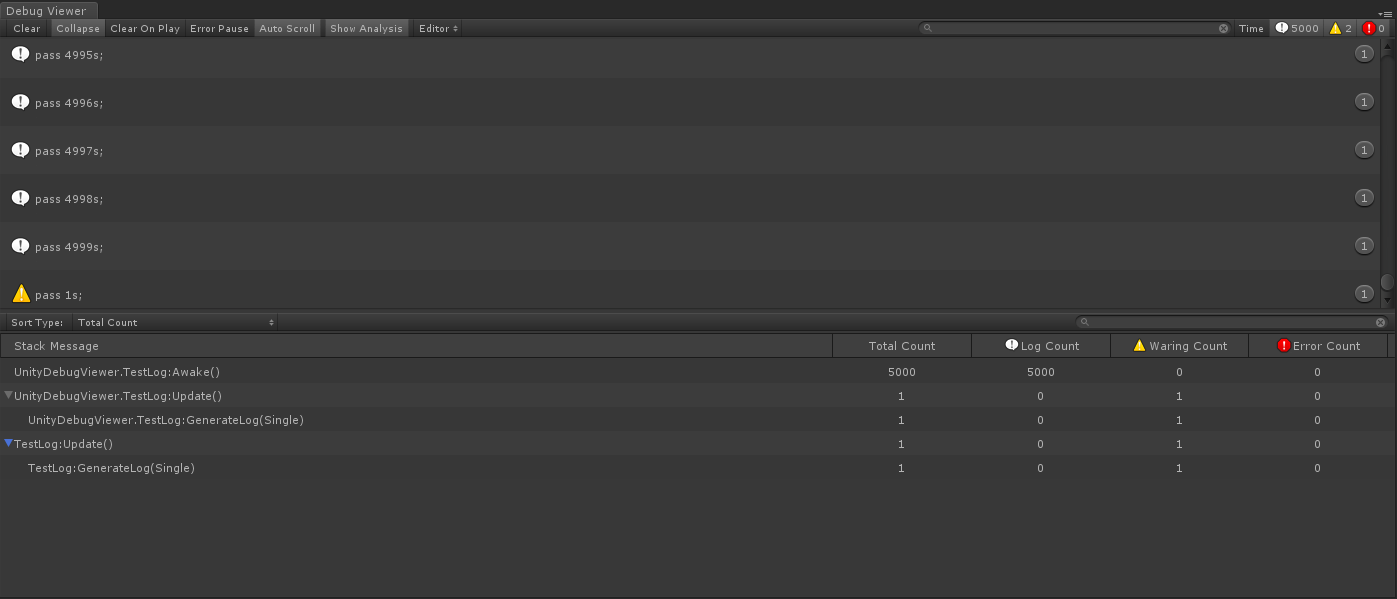 Debug Viewer
Clear Collapse Clear On Play Error Pause Auto Scroll Show Analysis Editor Time 5000 2 0
pass 4995s; 1
pass 4996s; 1
pass 4997s; 1
pass 4998s; 1
pass 4999s; 1
pass 1s; 1
Sort Type: Total Count
Stack Message Total Count Log Count Waring Count Error Count
UnityDebugViewer.TestLog:Awake() 5000 5000 0 0
UnityDebugViewer.TestLog:Update() 1 0 1 0
UnityDebugViewer.TestLog:GenerateLog(Single) 1 0 1 0
TestLog:Update() 1 0 1 0
TestLog:GenerateLog(Single) 1 0 1 0